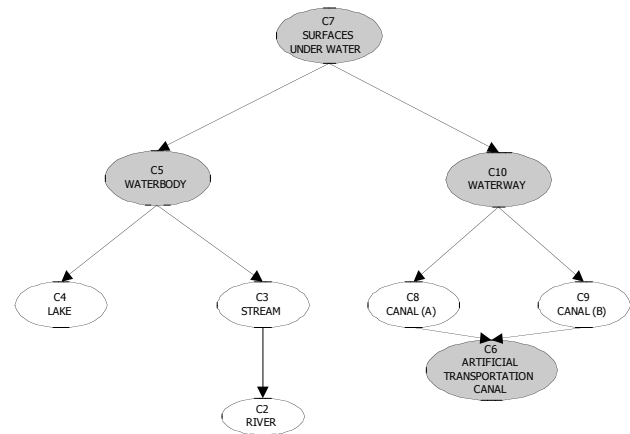 C7
SURFACES
UNDER WATER
C5
WATERBODY
C10
WATERWAY
C4
LAKE
C3
STREAM
C8
CANAL (A)
C9
CANAL (B)
C6
ARTIFICIAL
TRANSPORTATION
CANAL
C2
RIVER